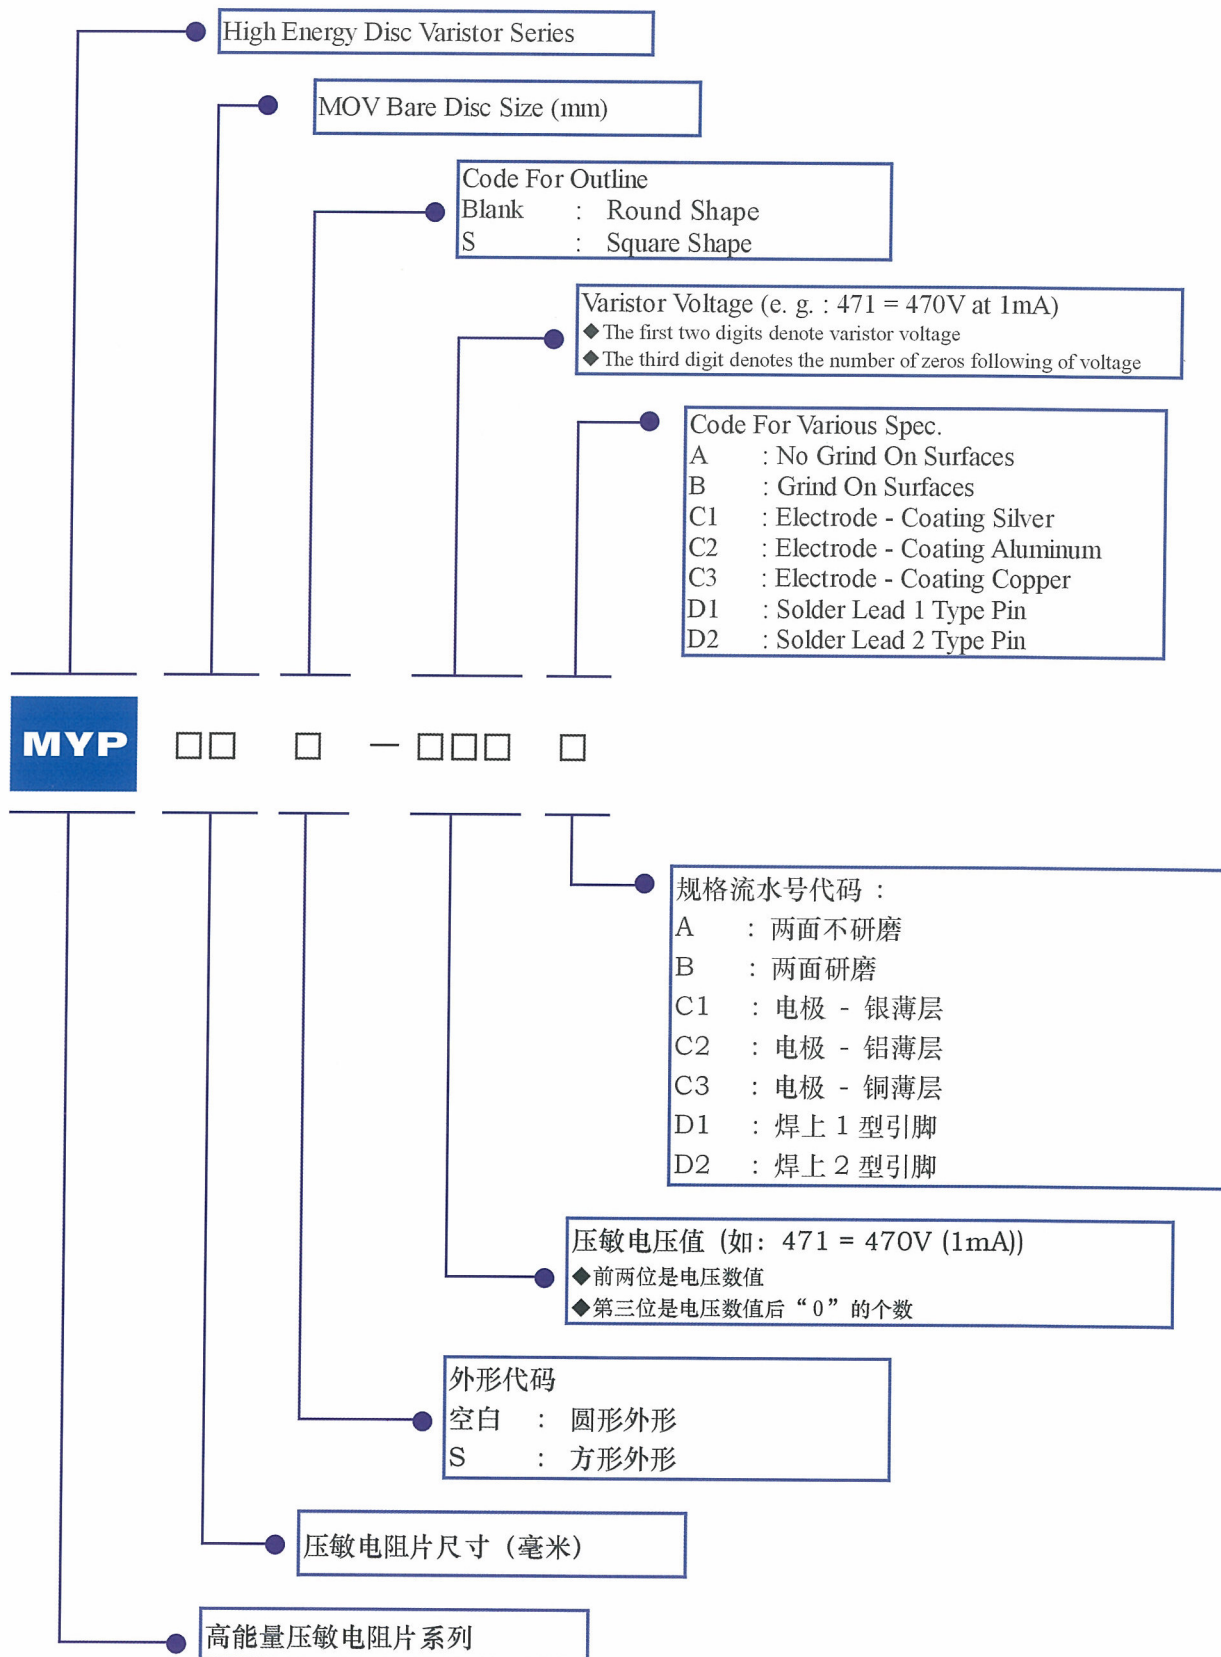 High Energy Disc Varistor Series
MOV Bare Disc Size (mm)
Code For Outline
Blank : Round Shape
S : Square Shape
Varistor Voltage (e. g. : 471 = 470V at 1mA)
◆The first two digits denote varistor voltage
◆The third digit denotes the number of zeros following of voltage
Code For Various Spec.
A : No Grind On Surfaces
B : Grind On Surfaces
C1 : Electrode - Coating Silver
C2 : Electrode - Coating Aluminum
C3 : Electrode - Coating Copper
D1 : Solder Lead 1 Type Pin
D2 : Solder Lead 2 Type Pin
MYP □□ □ — □□□ □
规格流水号代码 :
A : 两面不研磨
B : 两面研磨
C1 : 电极 - 银薄层
C2 : 电极 - 铝薄层
C3 : 电极 - 铜薄层
D1 : 焊上 1 型引脚
D2 : 焊上 2 型引脚
压敏电压值 (如: 471 = 470V (1mA))
◆前两位是电压数值
◆第三位是电压数值后“0”的个数
外形代码
空白 : 圆形外形
S : 方形外形
压敏电阻片尺寸 (毫米)
高能量压敏电阻片系列